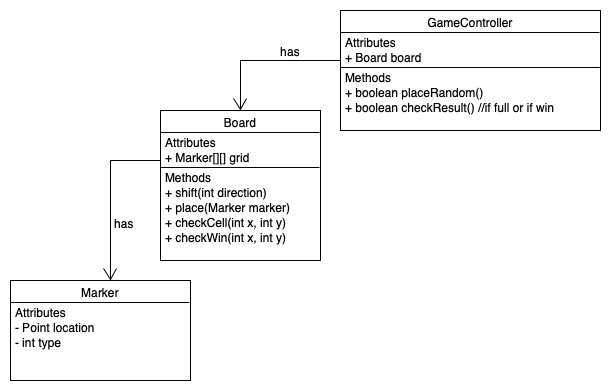 GameController
Attributes
+ Board board
Methods
+ boolean placeRandom()
+ boolean checkResult() //if full or if win
has
Board
Attributes
+ Marker[][] grid
Methods
+ shift(int direction)
+ place(Marker marker)
+ checkCell(int x, int y)
+ checkWin(int x, int y)
has
Marker
Attributes
- Point location
- int type